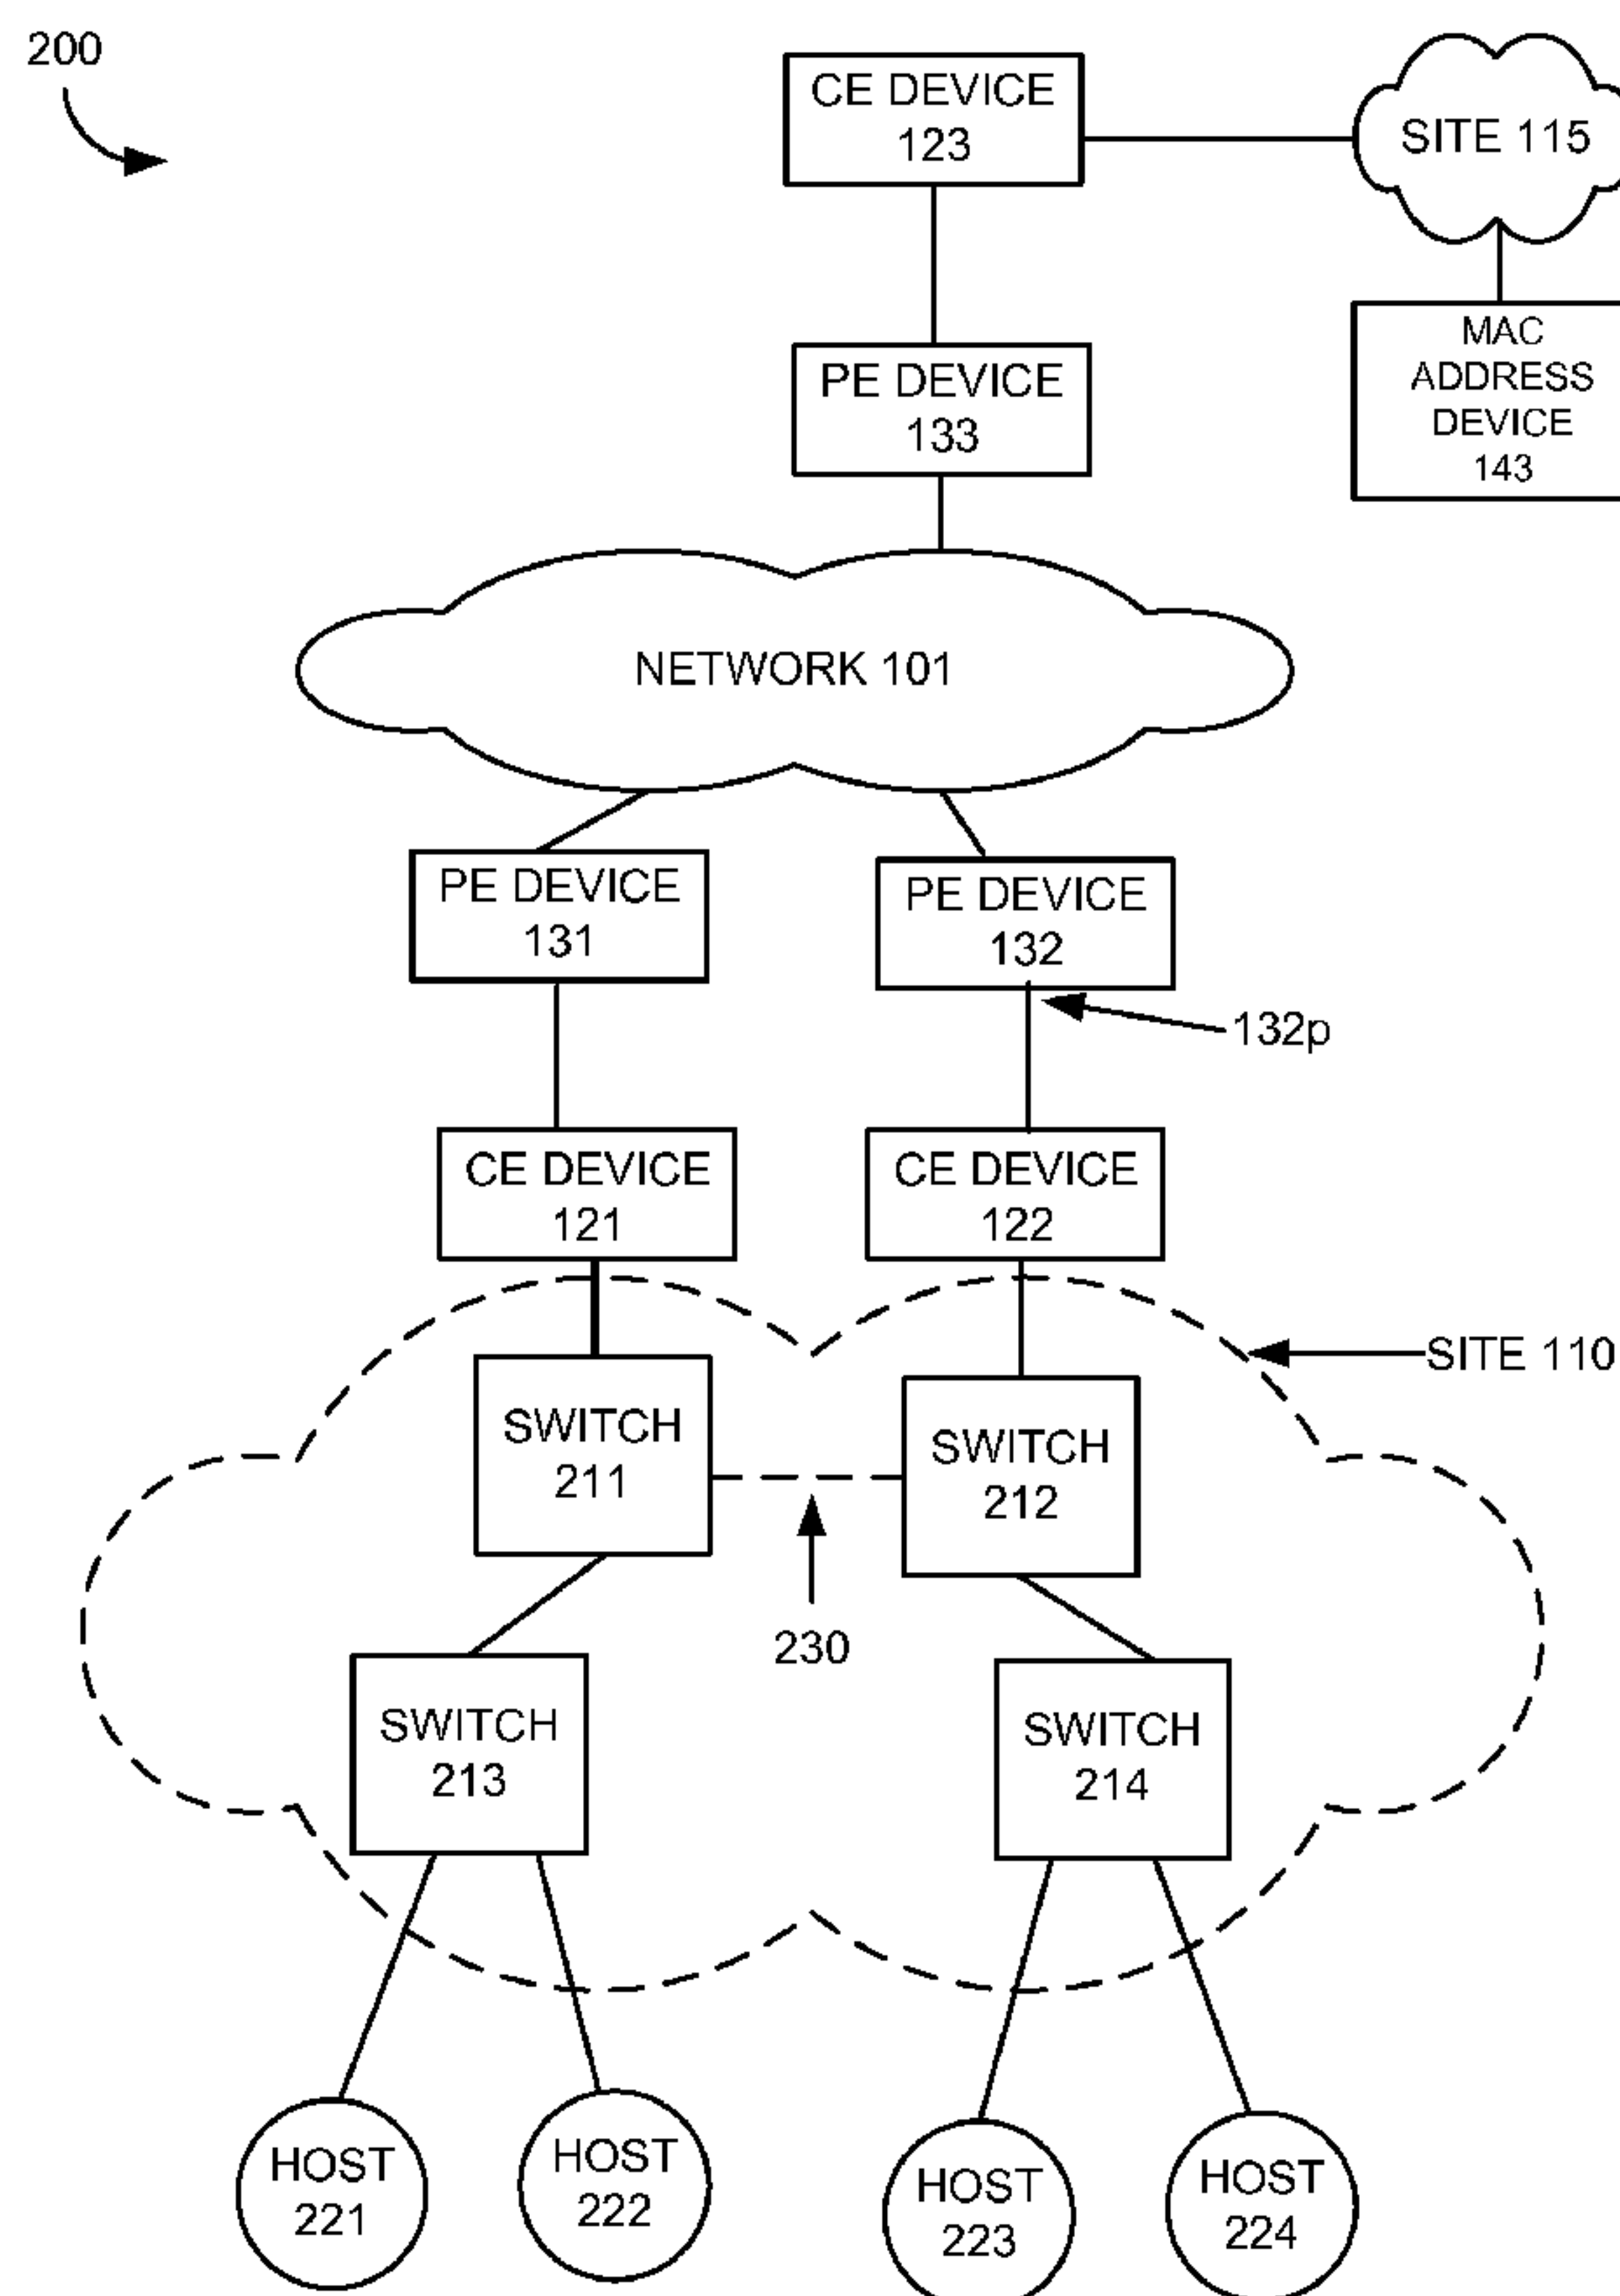 200
CE DEVICE
123
SITE 115
MAC
ADDRESS
DEVICE
143
PE DEVICE
133
NETWORK 101
PE DEVICE
131
PE DEVICE
132
132p
CE DEVICE
121
CE DEVICE
122
SITE 110
SWITCH
211
SWITCH
212
230
SWITCH
213
SWITCH
214
HOST
221
HOST
222
HOST
223
HOST
224